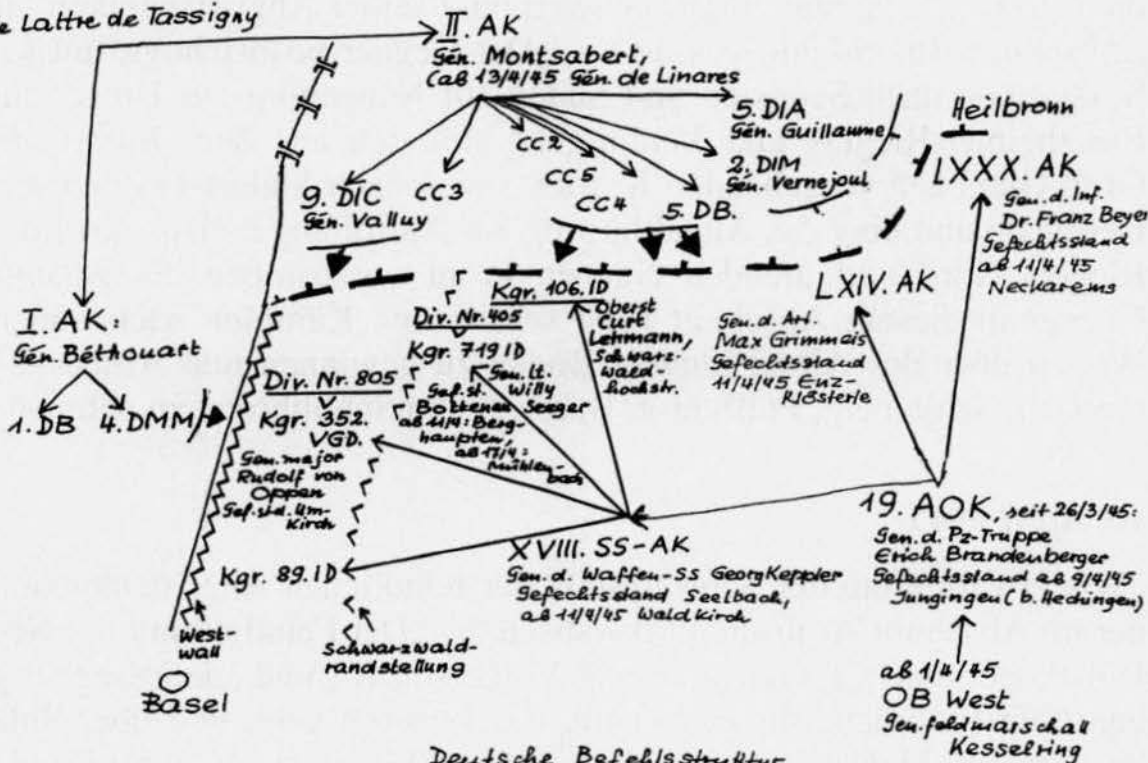 e Lattre de Tassigny
II. AK
Gén. Montsabert,
(ab 13/4/45 Gén. de Linares
5. DIA
Gén. Guillaume
Heilbronn
CC2
CC5
CC3
CC4
2. DIM
Gén. Vernejoul
9. DIC
Gén. Valluy
5. DB.
LXXX. AK
Gen. d. Inf.
Dr. Franz Beyer
Gefechtsstand
ab 11/4/45
Neckarems
I. AK
Gén. Béthouart
1. DB
4. DMM
Kgr. 106. ID
Oberst
Curt
Lehmann,
Schwarz-
wald
hochstr.
LXIV. AK
Gen. d. Art.
Max Grimmeis
Gefechtsstand
11/4/45 Enz-
Klösterle
Div. Nr. 405
Kgr. 719 ID
Gen. lt.
Willy
Seeger
Gef. st.
Bottenau
ab 11/4: Berg-
haupten,
ab 17/4:
Mühlen-
bach
Div. Nr. 805
Kgr. 352.
VGD.
Gen. major
Rudolf von
Oppen
Gef. std. Um-
Kirch
Kgr. 89. ID
XVIII. SS-AK
Gen. d. Waffen-SS Georg Keppler
Gefechtsstand Seelbach,
ab 11/4/45 Waldkirch
19. AOK, seit 26/3/45:
Gen. d. Pz-Truppe
Erich Brandenberger
Gefechtsstand ab 9/4/45
Jungingen (b. Hechingen)
West-
wall
Schwarzwald-
randstellung
Basel
ab 1/4/45
OB West
Gen. feldmarschall
Kesselring
Deutsche Befehlsstruktur